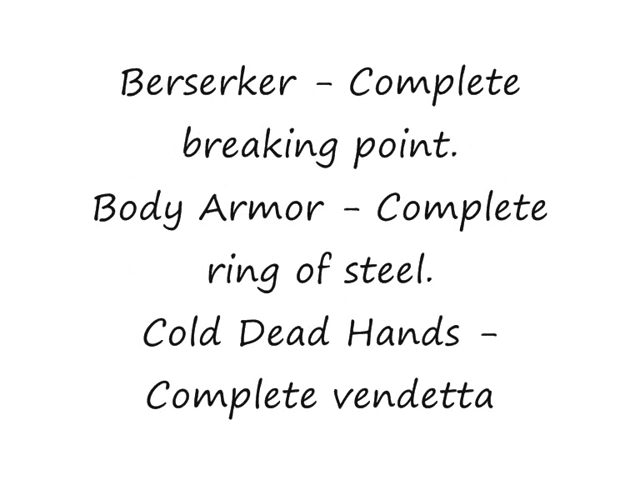 Berserker - Complete
breaking point.
Body Armor - Complete
ring of steel.
Cold Dead Hands -
Complete vendetta